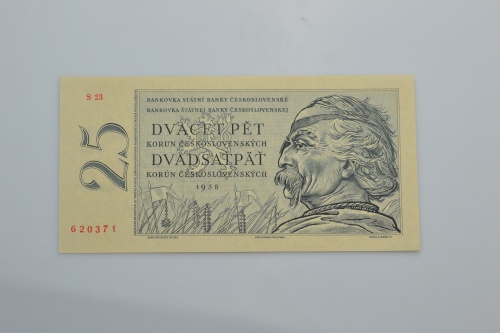 S 23
25
620371
BANKOVKA STÁTNÍ BANKY ČESKOSLOVENSKÉ
BANKOVKA ŠTÁTNEJ BANKY ČESKOSLOVENSKEJ
DVACET PĚT
KORUN ČESKOSLOVENSKÝCH
DVADSAŤPÄŤ
KORÚN ČESKOSLOVENSKÝCH
1958